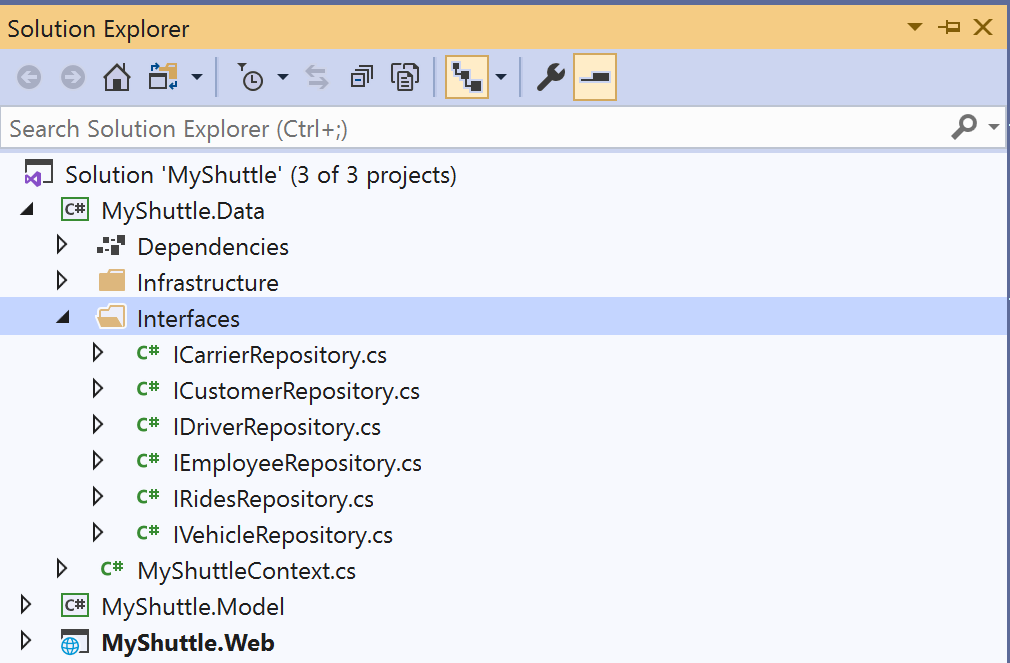 Solution Explorer
Search Solution Explorer (Ctrl+;)
Solution 'MyShuttle' (3 of 3 projects)
C# MyShuttle.Data
Dependencies
Infrastructure
Interfaces
C# ICarrierRepository.cs
C# ICustomerRepository.cs
C# IDriverRepository.cs
C# IEmployeeRepository.cs
C# IRidesRepository.cs
C# IVehicleRepository.cs
C# MyShuttleContext.cs
C# MyShuttle.Model
MyShuttle.Web